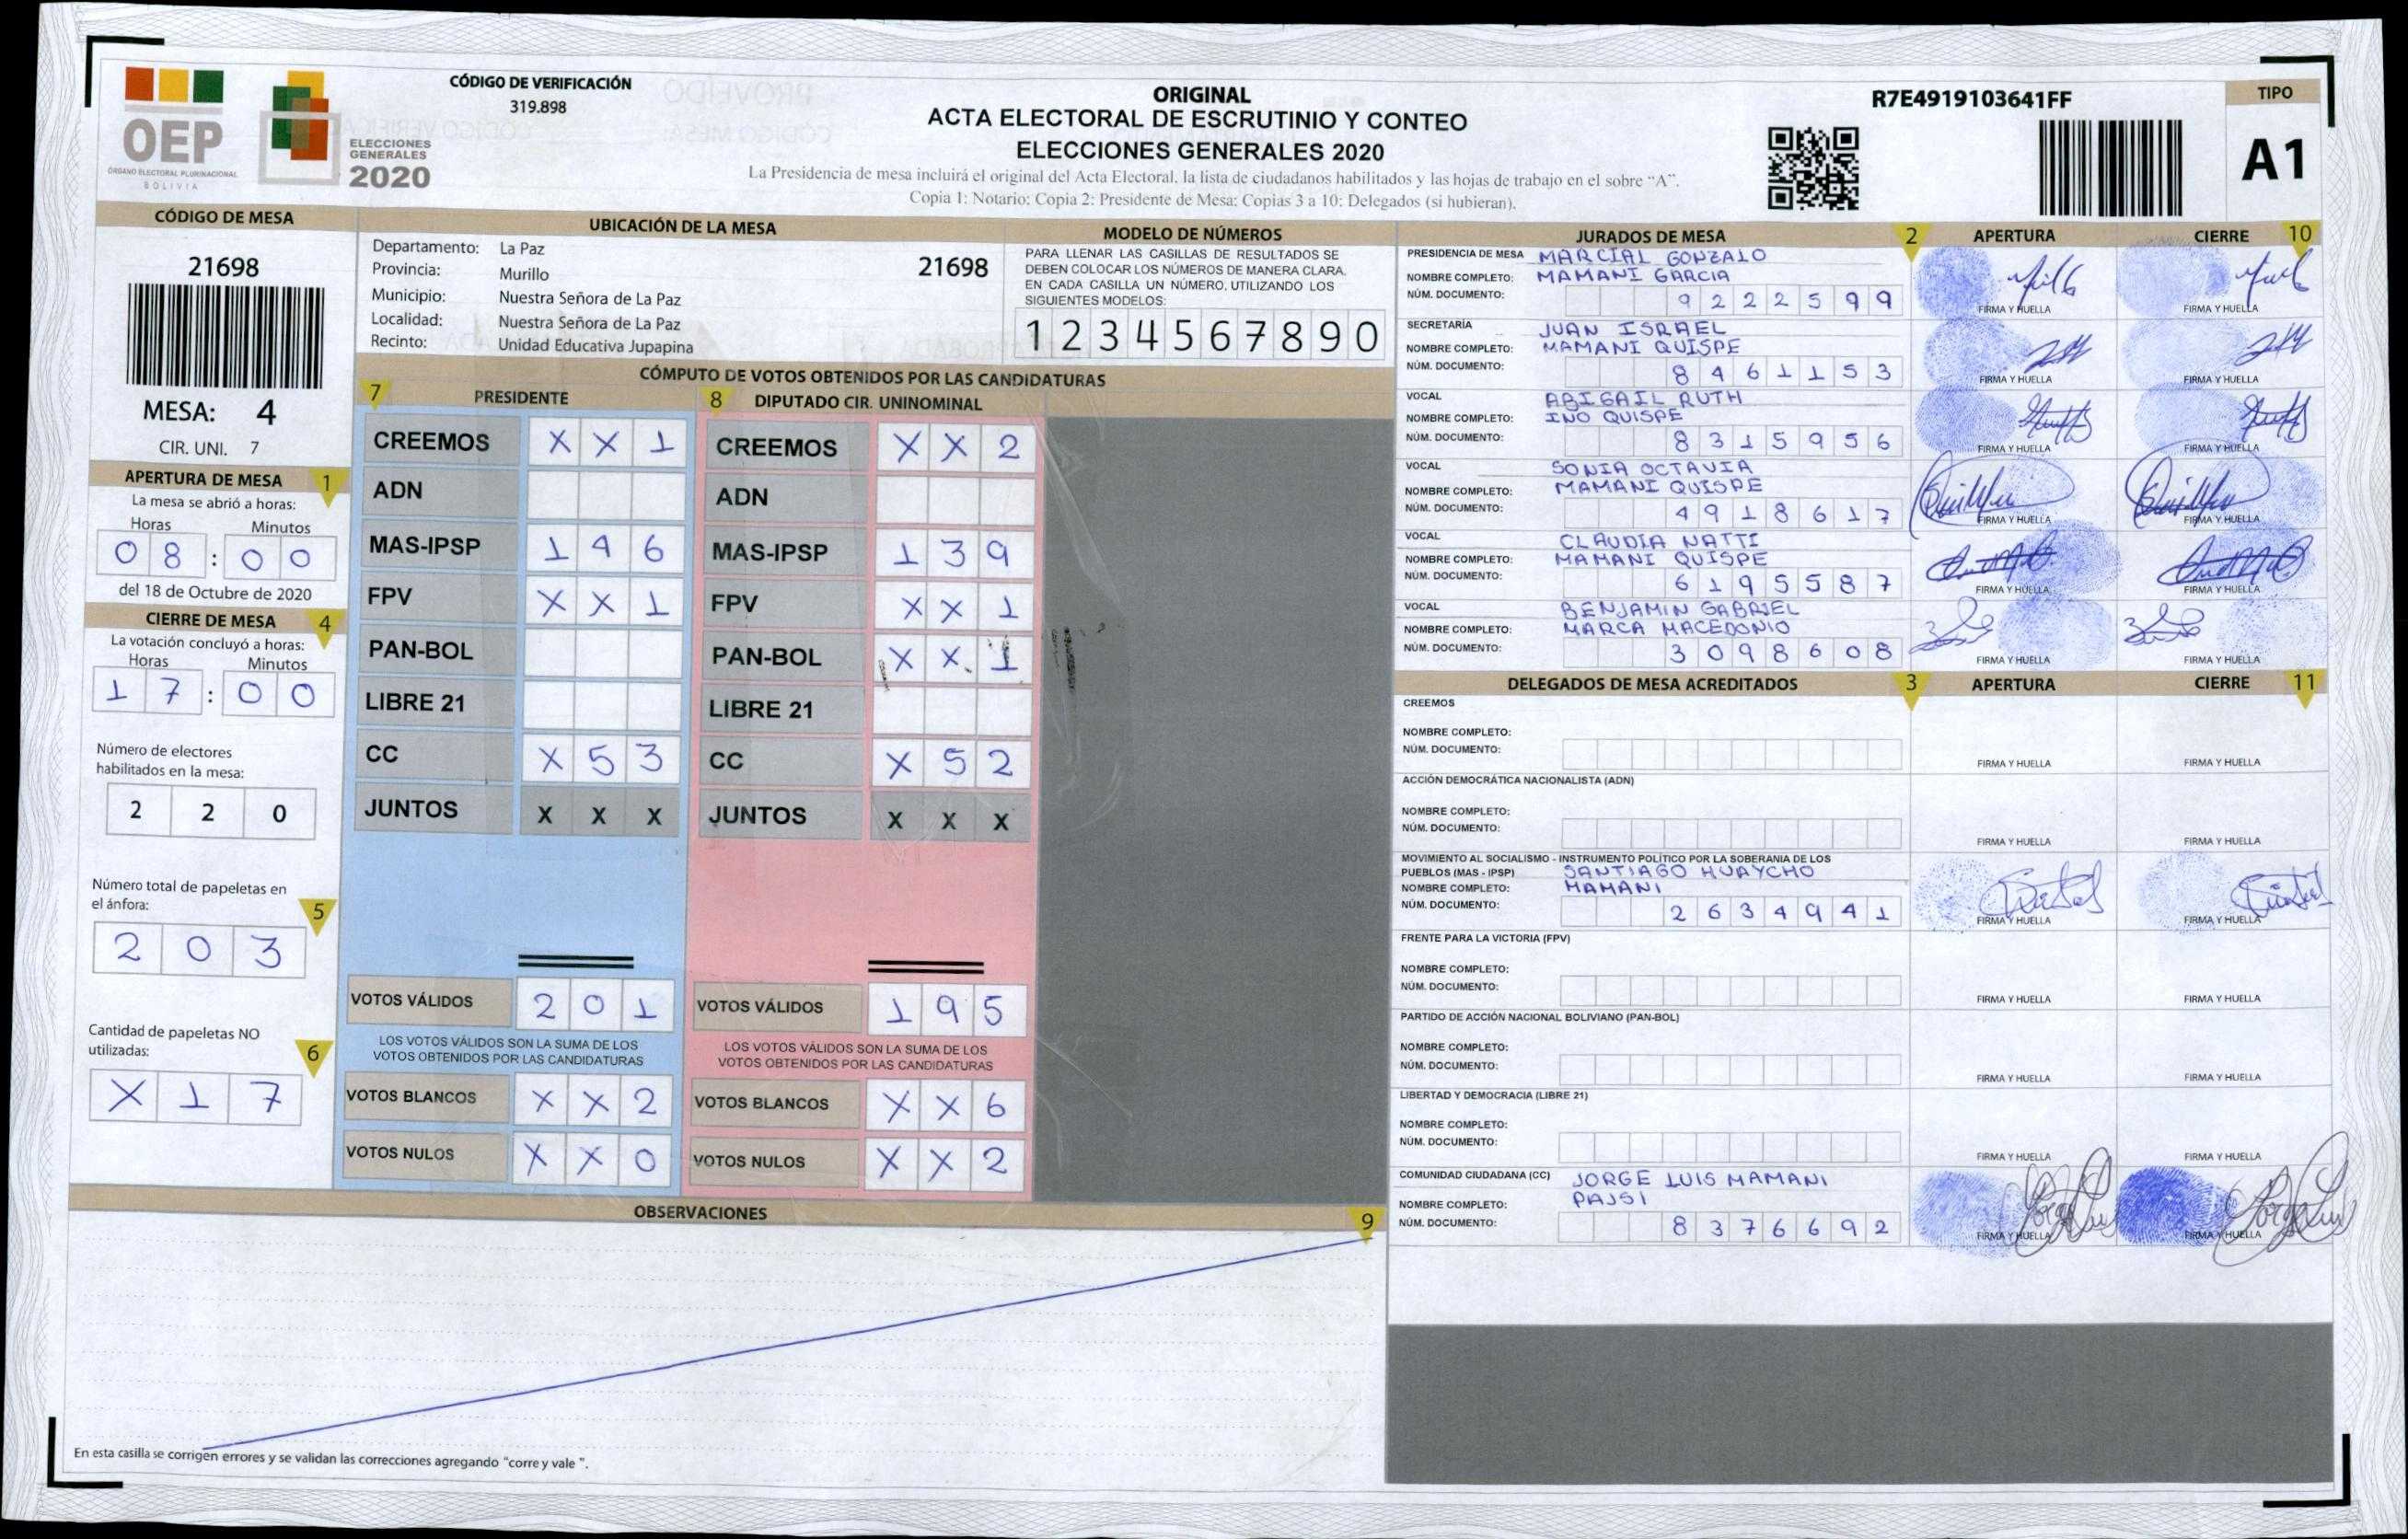 OEP
ÓRGANO ELECTORAL PLURINACIONAL
BOLIVIA
ELECCIONES
GENERALES
2020
CÓDIGO DE VERIFICACIÓN
319.898
ORIGINAL
ACTA ELECTORAL DE ESCRUTINIO Y CONTEO
ELECCIONES GENERALES 2020
La Presidencia de mesa incluirá el original del Acta Electoral, la lista de ciudadanos habilitados y las hojas de trabajo en el sobre “A”.
Copia 1: Notario; Copia 2: Presidente de Mesa; Copias 3 a 10: Delegados (si hubieran).
R7E4919103641FF
TIPO
A1
CÓDIGO DE MESA
21698
MESA: 4
CIR. UNI. 7
APERTURA DE MESA 1
La mesa se abrió a horas:
Horas Minutos
0 8 : 0 0
del 18 de Octubre de 2020
CIERRE DE MESA 4
La votación concluyó a horas:
Horas Minutos
1 7 : 0 0
Número de electores
habilitados en la mesa:
2 2 0
Número total de papeletas en
el ánfora:
5
2 0 3
Cantidad de papeletas NO
utilizadas:
6
X 1 7
UBICACIÓN DE LA MESA
Departamento: La Paz
Provincia: Murillo
21698
Municipio: Nuestra Señora de La Paz
Localidad: Nuestra Señora de La Paz
Recinto: Unidad Educativa Jupapina
MODELO DE NÚMEROS
PARA LLENAR LAS CASILLAS DE RESULTADOS SE
DEBEN COLOCAR LOS NÚMEROS DE MANERA CLARA.
EN CADA CASILLA UN NÚMERO, UTILIZANDO LOS
SIGUIENTES MODELOS:
1 2 3 4 5 6 7 8 9 0
CÓMPUTO DE VOTOS OBTENIDOS POR LAS CANDIDATURAS
7 PRESIDENTE
CREEMOS X X 1
ADN
MAS-IPSP 1 4 6
FPV X X 1
PAN-BOL
LIBRE 21
CC X 5 3
JUNTOS X X X
VOTOS VÁLIDOS 2 0 1
LOS VOTOS VÁLIDOS SON LA SUMA DE LOS
VOTOS OBTENIDOS POR LAS CANDIDATURAS
VOTOS BLANCOS X X 2
VOTOS NULOS X X 0
8 DIPUTADO CIR. UNINOMINAL
CREEMOS X X 2
ADN
MAS-IPSP 1 3 9
FPV X X 1
PAN-BOL X X 1
LIBRE 21
CC X 5 2
JUNTOS X X X
VOTOS VÁLIDOS 1 9 5
LOS VOTOS VÁLIDOS SON LA SUMA DE LOS
VOTOS OBTENIDOS POR LAS CANDIDATURAS
VOTOS BLANCOS X X 6
VOTOS NULOS X X 2
OBSERVACIONES
9
En esta casilla se corrigen errores y se validan las correcciones agregando "corre y vale ".
JURADOS DE MESA 2 APERTURA CIERRE 10
PRESIDENCIA DE MESA MARCIAL GONZALO
NOMBRE COMPLETO: MAMANI GARCIA
NÚM. DOCUMENTO: 9 2 2 2 5 9 9
FIRMA Y HUELLA FIRMA Y HUELLA
SECRETARÍA JUAN ISRAEL
NOMBRE COMPLETO: MAMANI QUISPE
NÚM. DOCUMENTO: 8 4 6 1 1 5 3
FIRMA Y HUELLA FIRMA Y HUELLA
VOCAL ABIGAIL RUTH
NOMBRE COMPLETO: INO QUISPE
NÚM. DOCUMENTO: 8 3 1 5 9 5 6
FIRMA Y HUELLA FIRMA Y HUELLA
VOCAL SONIA OCTAVIA
NOMBRE COMPLETO: MAMANI QUISPE
NÚM. DOCUMENTO: 4 9 1 8 6 1 7
FIRMA Y HUELLA FIRMA Y HUELLA
VOCAL CLAUDIA NATTI
NOMBRE COMPLETO: MAMANI QUISPE
NÚM. DOCUMENTO: 6 1 9 5 5 8 7
FIRMA Y HUELLA FIRMA Y HUELLA
VOCAL BENJAMIN GABRIEL
NOMBRE COMPLETO: MARCA MACEDONIO
NÚM. DOCUMENTO: 3 0 9 8 6 0 8
FIRMA Y HUELLA FIRMA Y HUELLA
DELEGADOS DE MESA ACREDITADOS 3 APERTURA CIERRE 11
CREEMOS
NOMBRE COMPLETO:
NÚM. DOCUMENTO:
FIRMA Y HUELLA FIRMA Y HUELLA
ACCIÓN DEMOCRÁTICA NACIONALISTA (ADN)
NOMBRE COMPLETO:
NÚM. DOCUMENTO:
FIRMA Y HUELLA FIRMA Y HUELLA
MOVIMIENTO AL SOCIALISMO - INSTRUMENTO POLÍTICO POR LA SOBERANIA DE LOS
PUEBLOS (MAS - IPSP) SANTIAGO HUAYCHO
NOMBRE COMPLETO: MAMANI
NÚM. DOCUMENTO: 2 6 3 4 9 4 1
FIRMA Y HUELLA FIRMA Y HUELLA
FRENTE PARA LA VICTORIA (FPV)
NOMBRE COMPLETO:
NÚM. DOCUMENTO:
FIRMA Y HUELLA FIRMA Y HUELLA
PARTIDO DE ACCIÓN NACIONAL BOLIVIANO (PAN-BOL)
NOMBRE COMPLETO:
NÚM. DOCUMENTO:
FIRMA Y HUELLA FIRMA Y HUELLA
LIBERTAD Y DEMOCRACIA (LIBRE 21)
NOMBRE COMPLETO:
NÚM. DOCUMENTO:
FIRMA Y HUELLA FIRMA Y HUELLA
COMUNIDAD CIUDADANA (CC) JORGE LUIS MAMANI
NOMBRE COMPLETO: PAJSI
NÚM. DOCUMENTO: 8 3 7 6 6 9 2
FIRMA Y HUELLA FIRMA Y HUELLA